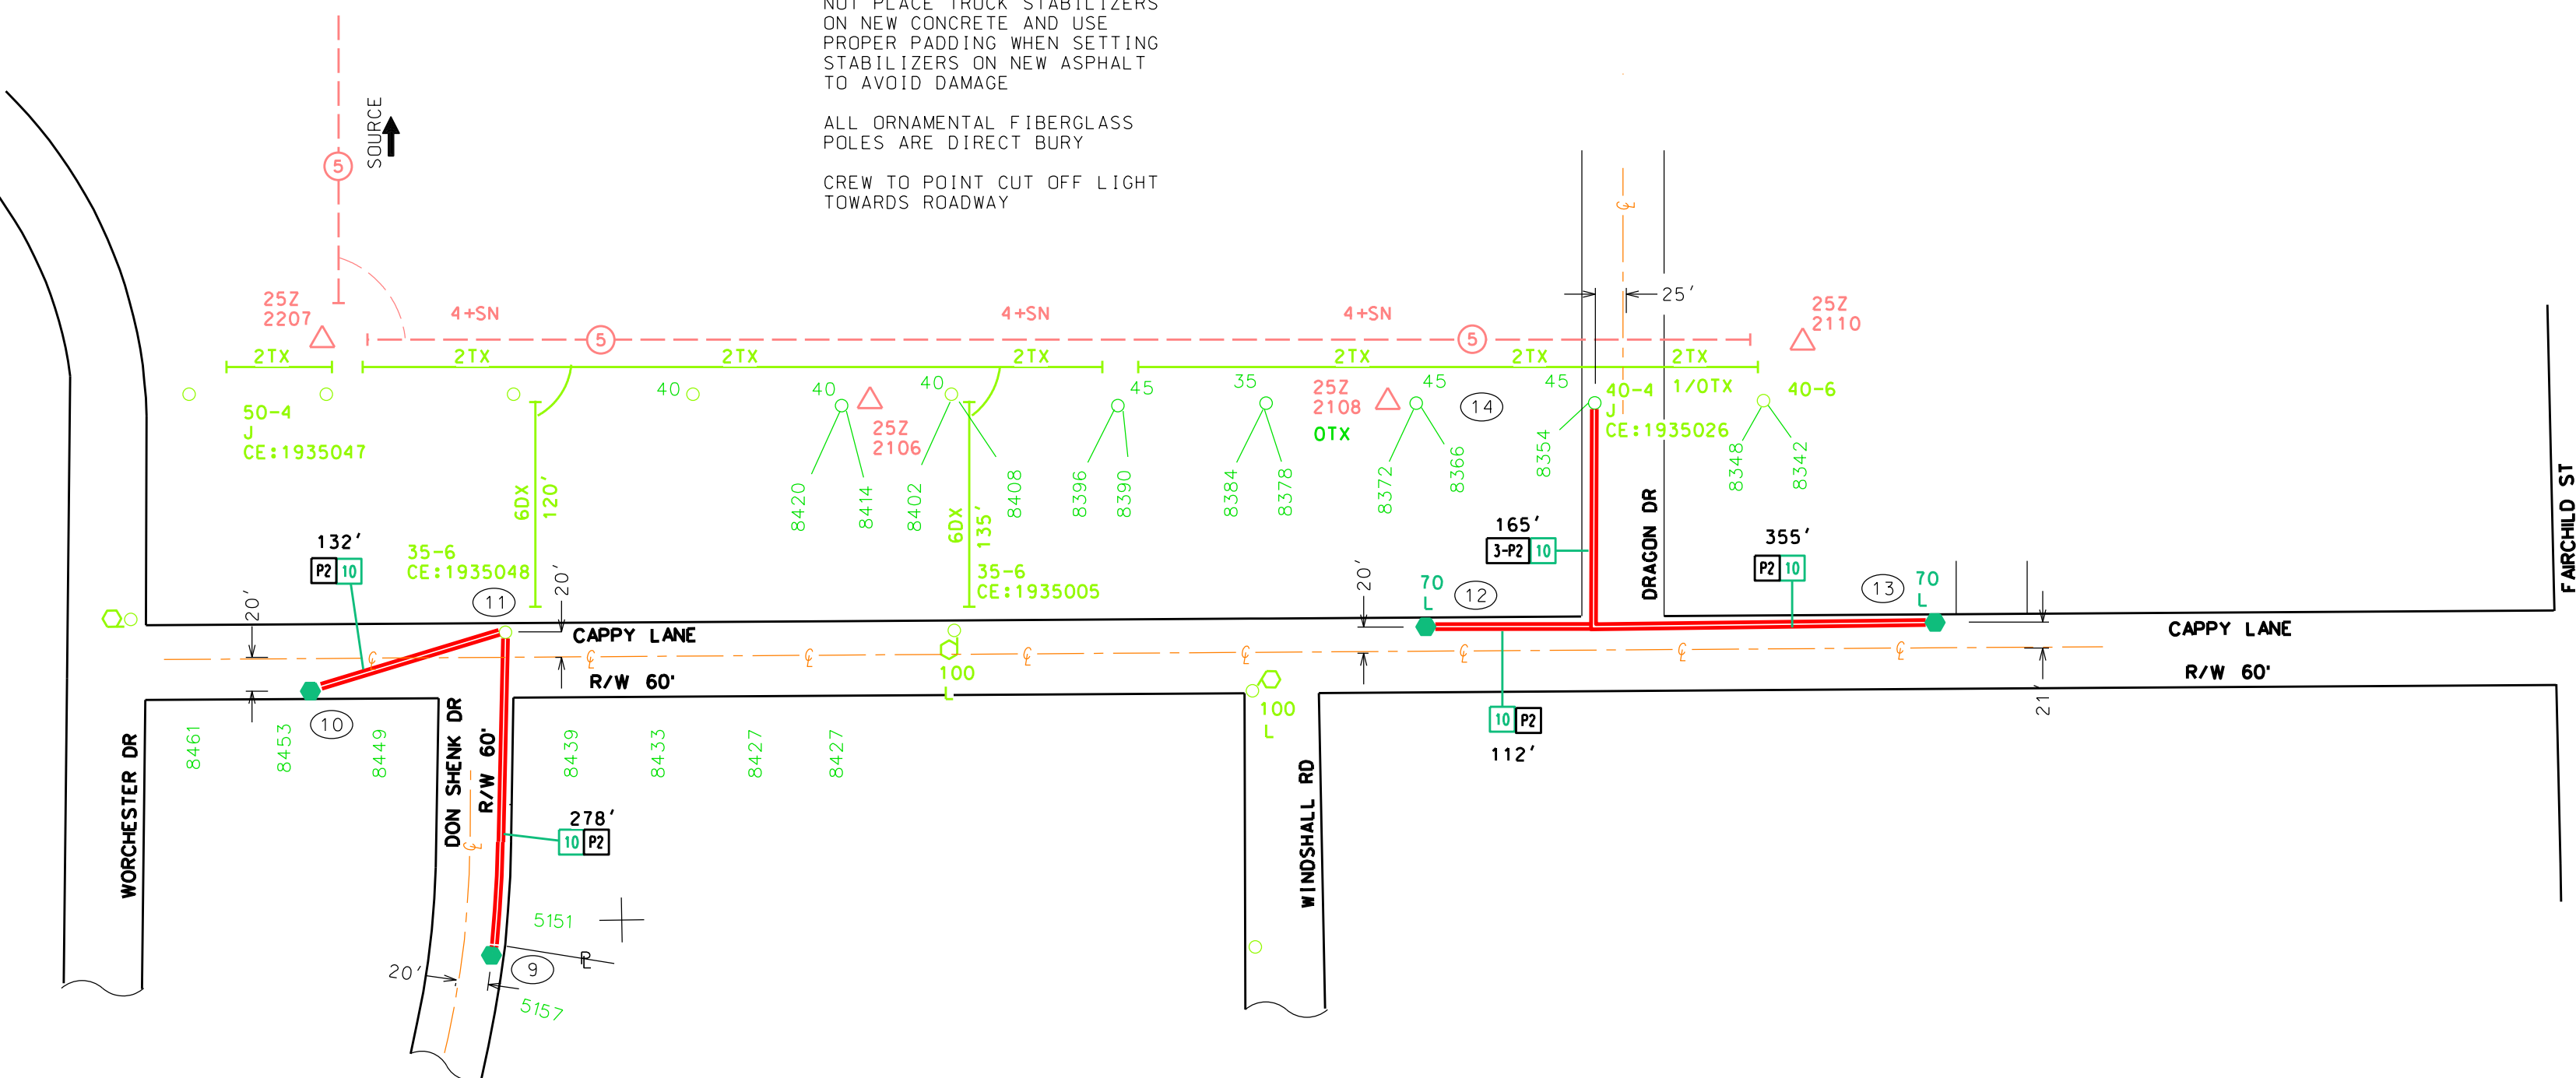 NOT PLACE TRUCK STABILIZERS
ON NEW CONCRETE AND USE
PROPER PADDING WHEN SETTING
STABILIZERS ON NEW ASPHALT
TO AVOID DAMAGE
ALL ORNAMENTAL FIBERGLASS
POLES ARE DIRECT BURY
CREW TO POINT CUT OFF LIGHT
TOWARDS ROADWAY
SOURCE
5
25Z
2207
4+SN
4+SN
4+SN
5
5
25'
25Z
2110
2TX
2TX
2TX
2TX
2TX
2TX
2TX
50-4
J
CE:1935047
40
40
40
45
35
45
45
25Z
2106
25Z
2108
OTX
14
40-4
J
CE:1935026
1/OTX
40-6
6DX
120'
6DX
135'
8420
8414
8402
8408
8396
8390
8384
8378
8372
8366
8354
8348
8342
132'
P2 10
35-6
CE:1935048
20'
20'
11
35-6
CE:1935005
165'
3-P2 10
DRAGON DR
355'
P2 10
20'
70
L
12
13
70
L
FAIRCHILD ST
CAPPY LANE
R/W 60'
CAPPY LANE
R/W 60'
100
L
100
L
21'
10
8461
8453
8449
8439
8433
8427
8427
10 P2
112'
WORCHESTER DR
DON SHENK DR
R/W 60'
WINDSHALL RD
278'
10 P2
5151
PL
9
20'
5157